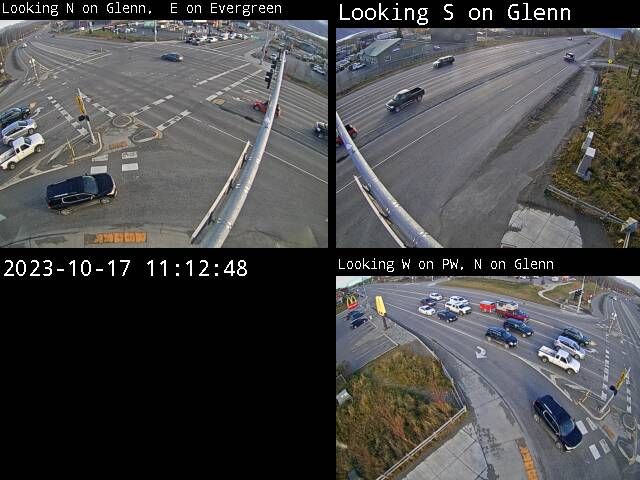 Looking N on Glenn,  E on Evergreen
Looking S on Glenn
2023-10-17 11:12:48
Looking W on PW, N on Glenn